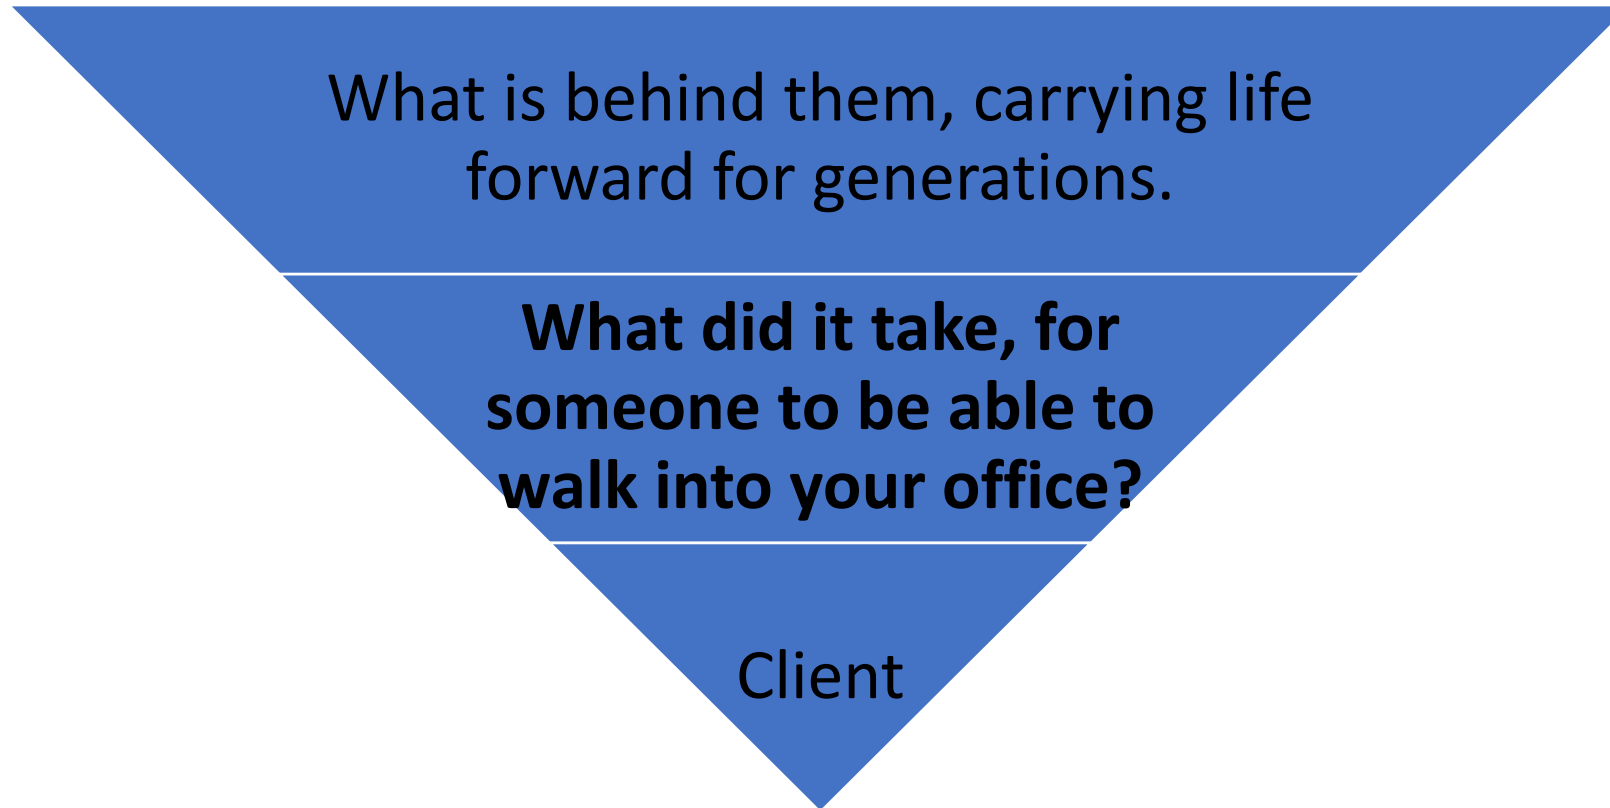 What is behind them, carrying life
forward for generations.
What did it take, for
someone to be able to
walk into your office?
Client